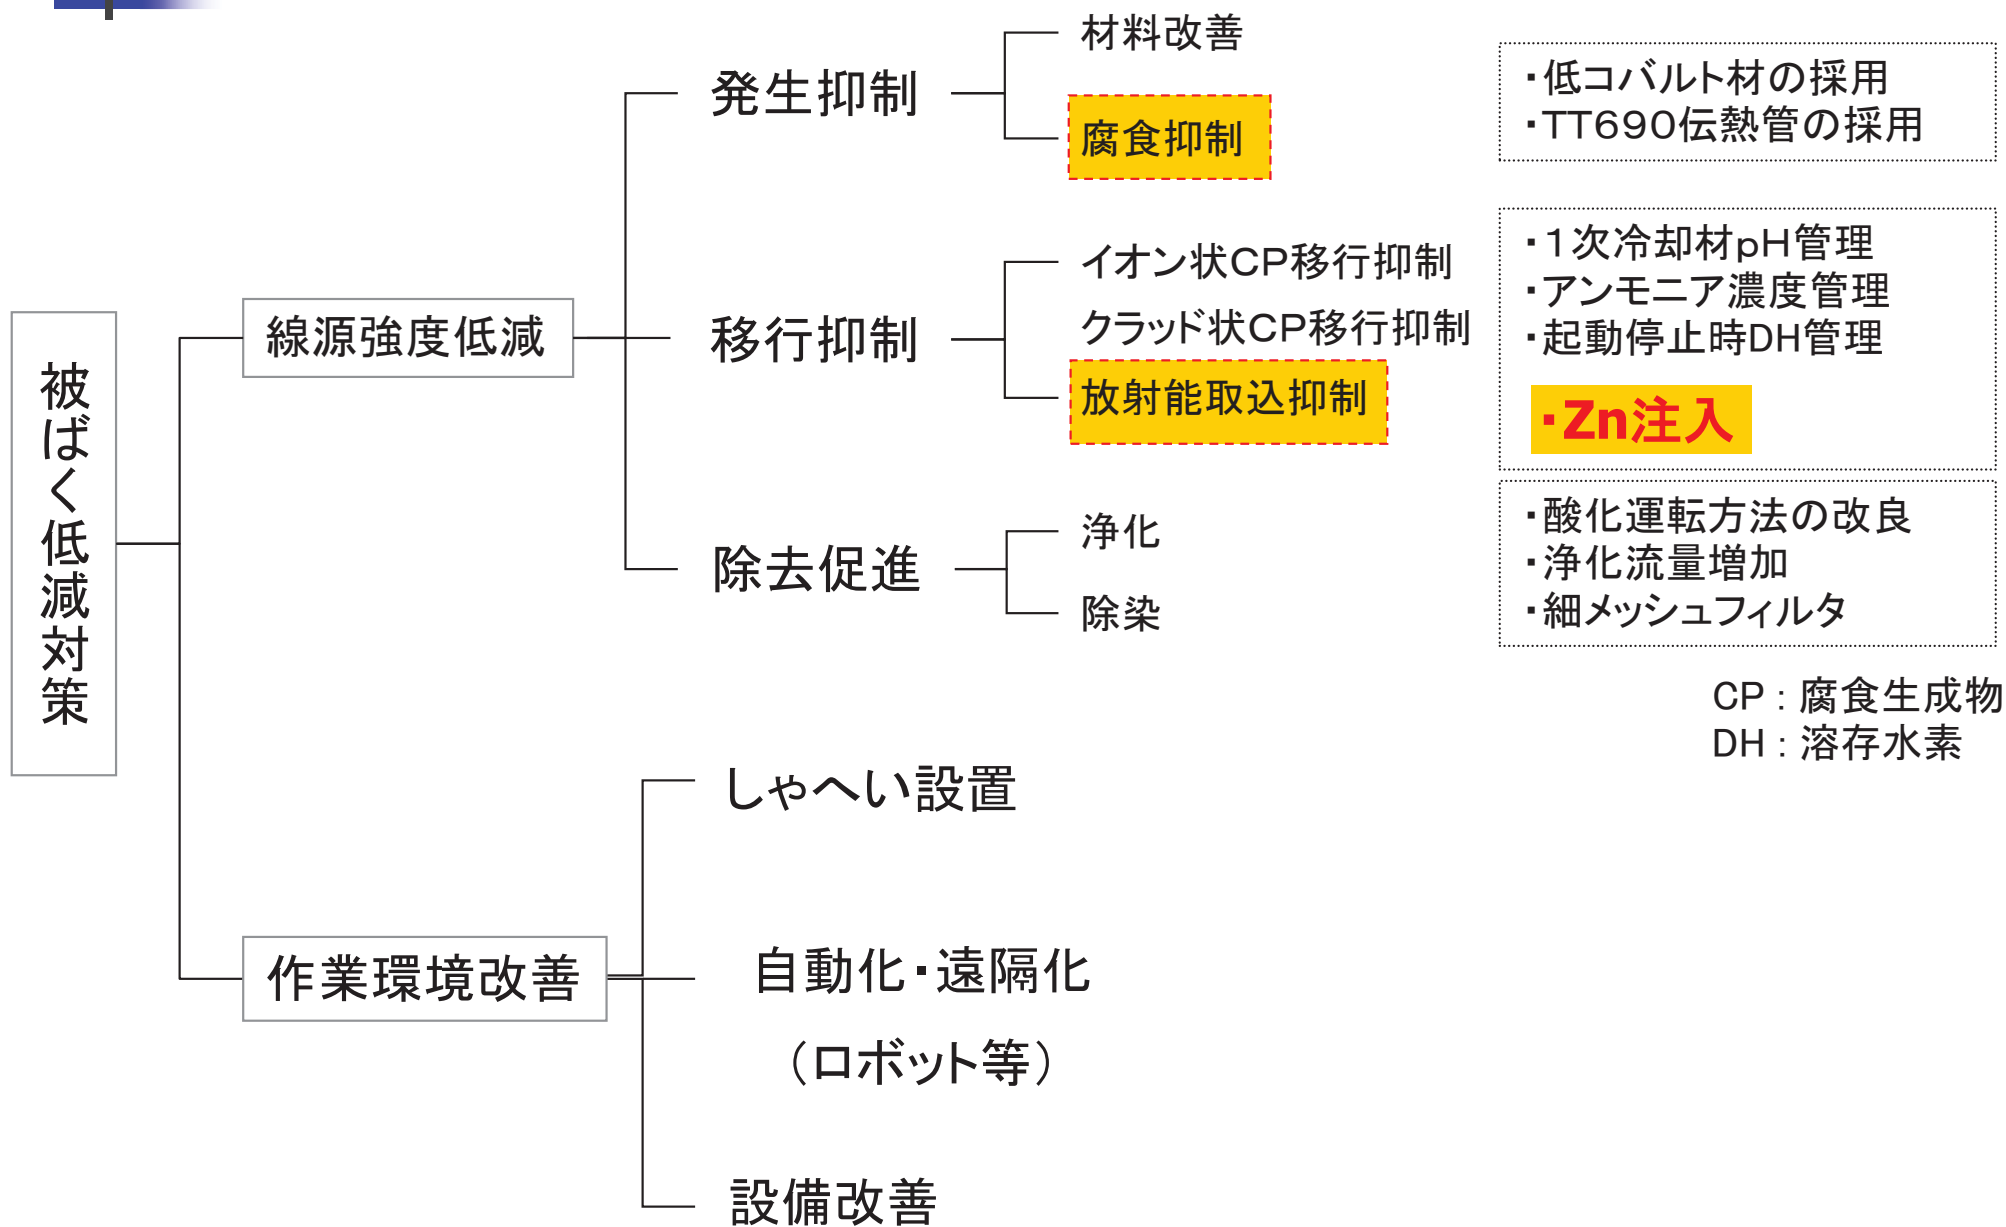 被ばく低減対策
線源強度低減
発生抑制
材料改善
腐食抑制
・低コバルト材の採用
・TT690伝熱管の採用
移行抑制
イオン状CP移行抑制
クラッド状CP移行抑制
放射能取込抑制
・1次冷却材pH管理
・アンモニア濃度管理
・起動停止時DH管理
・Zn注入
除去促進
浄化
除染
・酸化運転方法の改良
・浄化流量増加
・細メッシュフィルタ
CP : 腐食生成物
DH : 溶存水素
作業環境改善
しゃへい設置
自動化・遠隔化
（ロボット等）
設備改善